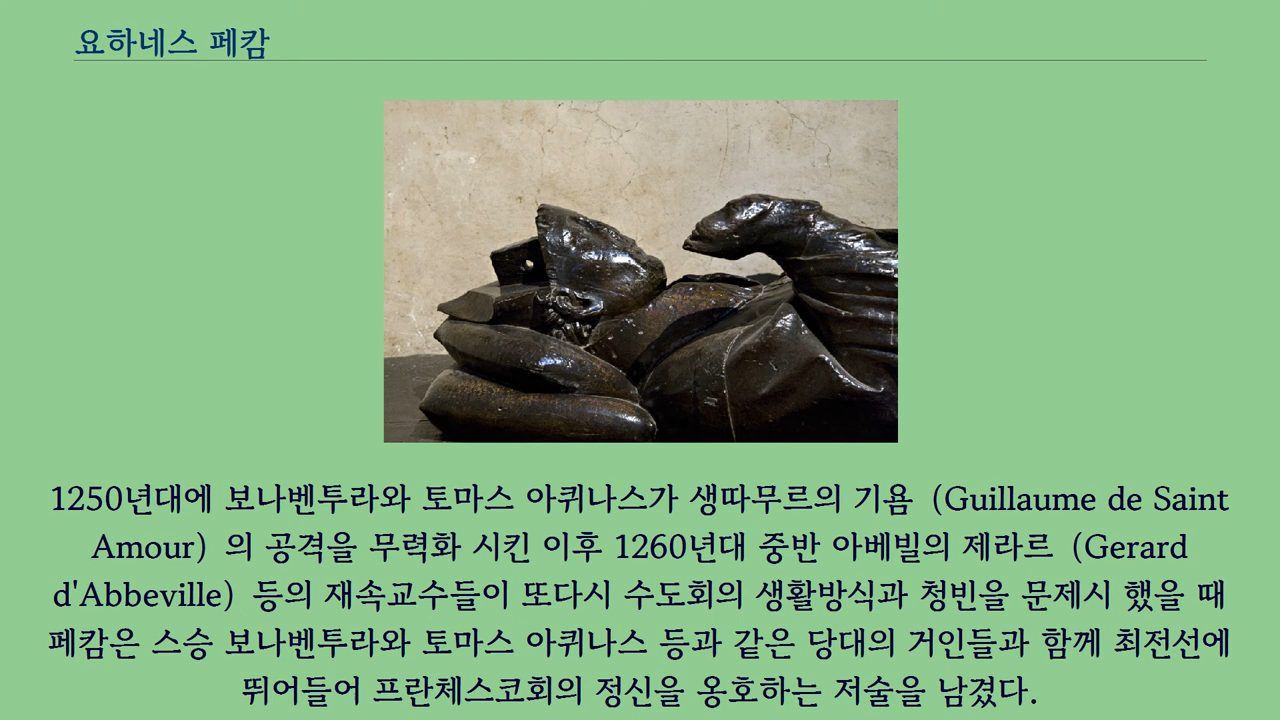 요하네스 페캄
1250년대에 보나벤투라와 토마스 아퀴나스가 생따무르의 기욤 (Guillaume de Saint
Amour) 의 공격을 무력화 시킨 이후 1260년대 중반 아베빌의 제라르 (Gerard
d'Abbeville) 등의 재속교수들이 또다시 수도회의 생활방식과 청빈을 문제시 했을 때
페캄은 스승 보나벤투라와 토마스 아퀴나스 등과 같은 당대의 거인들과 함께 최전선에
뛰어들어 프란체스코회의 정신을 옹호하는 저술을 남겼다.